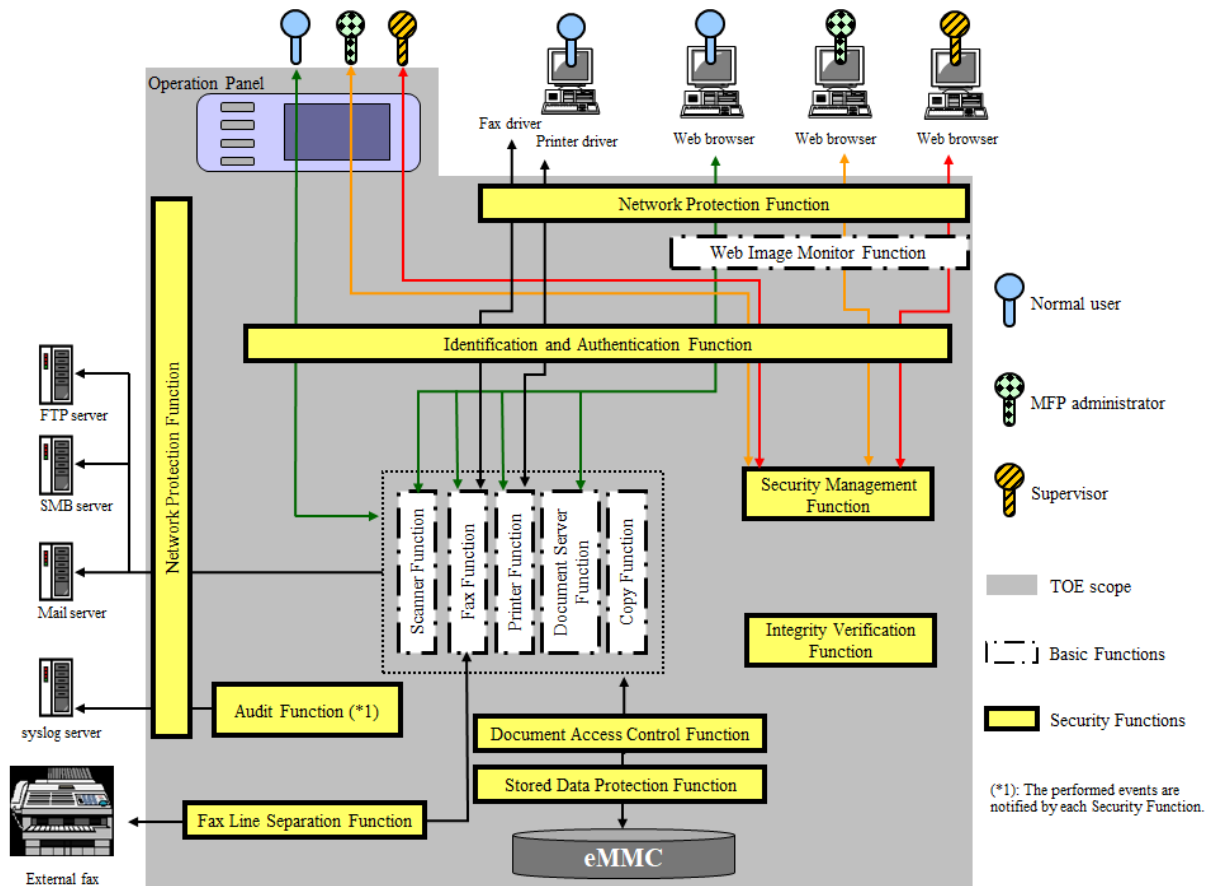 Operation Panel
Fax driver
Printer driver
Web browser
Web browser
Web browser
Network Protection Function
Web Image Monitor Function
Identification and Authentication Function
Network Protection Function
FTP server
SMB server
Mail server
syslog server
External fax
Scanner Function
Fax Function
Printer Function
Document Server
Function
Copy Function
Security Management
Function
Integrity Verification
Function
Audit Function (*1)
Document Access Control Function
Stored Data Protection Function
Fax Line Separation Function
eMMC
Normal user
MFP administrator
Supervisor
TOE scope
Basic Functions
Security Functions
(*1): The performed events are
notified by each Security Function.